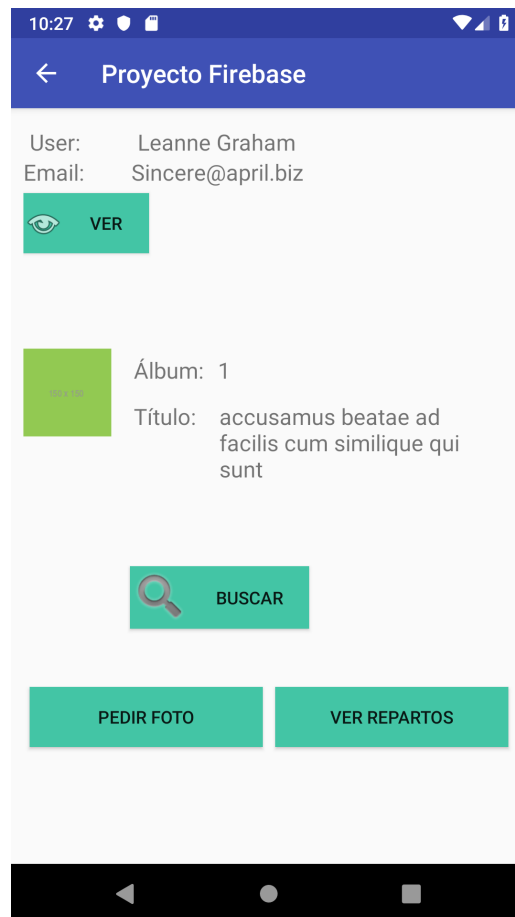 10:27
Proyecto Firebase
User: Leanne Graham
Email: Sincere@april.biz
VER
150 x 150
Álbum: 1
Título: accusamus beatae ad
facilis cum similique qui
sunt
BUSCAR
PEDIR FOTO VER REPARTOS